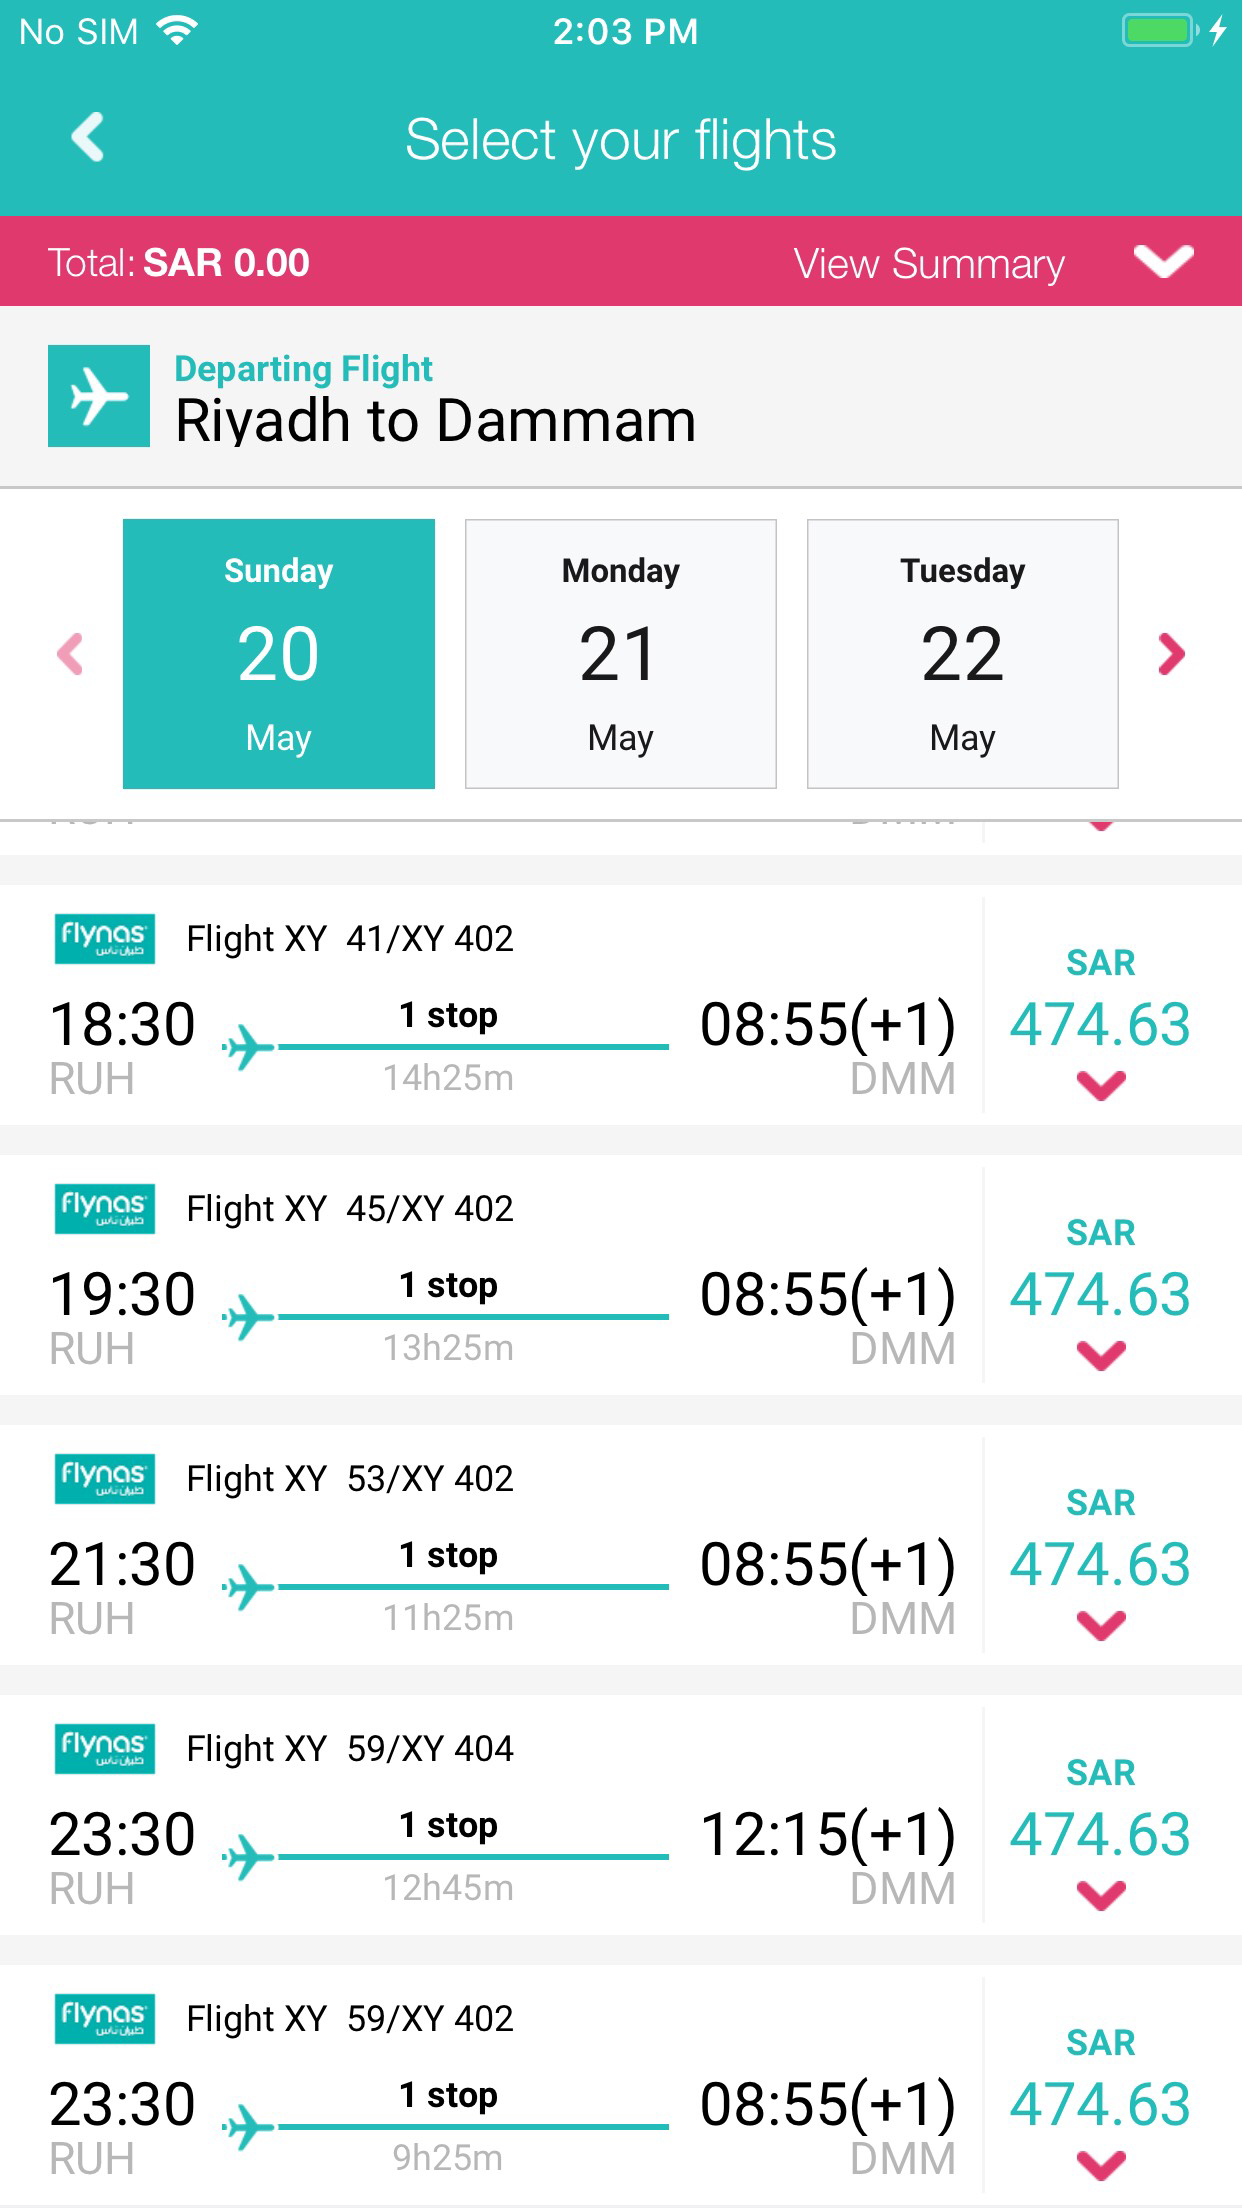 No SIM 2:03 PM
Select your flights
Total: SAR 0.00 View Summary
Departing Flight
Riyadh to Dammam
Sunday Monday Tuesday
20 21 22
May May May
flynas طيران ناس Flight XY 41/XY 402
SAR
18:30 1 stop 08:55(+1) 474.63
RUH 14h25m DMM
flynas طيران ناس Flight XY 45/XY 402
SAR
19:30 1 stop 08:55(+1) 474.63
RUH 13h25m DMM
flynas طيران ناس Flight XY 53/XY 402
SAR
21:30 1 stop 08:55(+1) 474.63
RUH 11h25m DMM
flynas طيران ناس Flight XY 59/XY 404
SAR
23:30 1 stop 12:15(+1) 474.63
RUH 12h45m DMM
flynas طيران ناس Flight XY 59/XY 402
SAR
23:30 1 stop 08:55(+1) 474.63
RUH 9h25m DMM